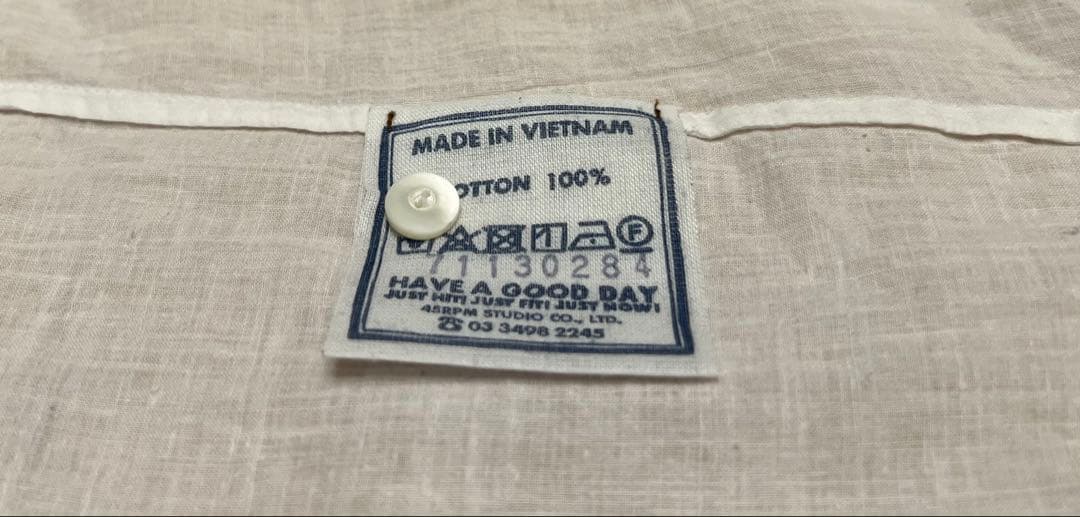 MADE IN VIETNAM
OTTON 100%
F
71130284
HAVE A GOOD DAY
JUST HIT! JUST FIT! JUST NOW!
45RPM STUDIO CO., LTD.
☎ 03 3498 2245